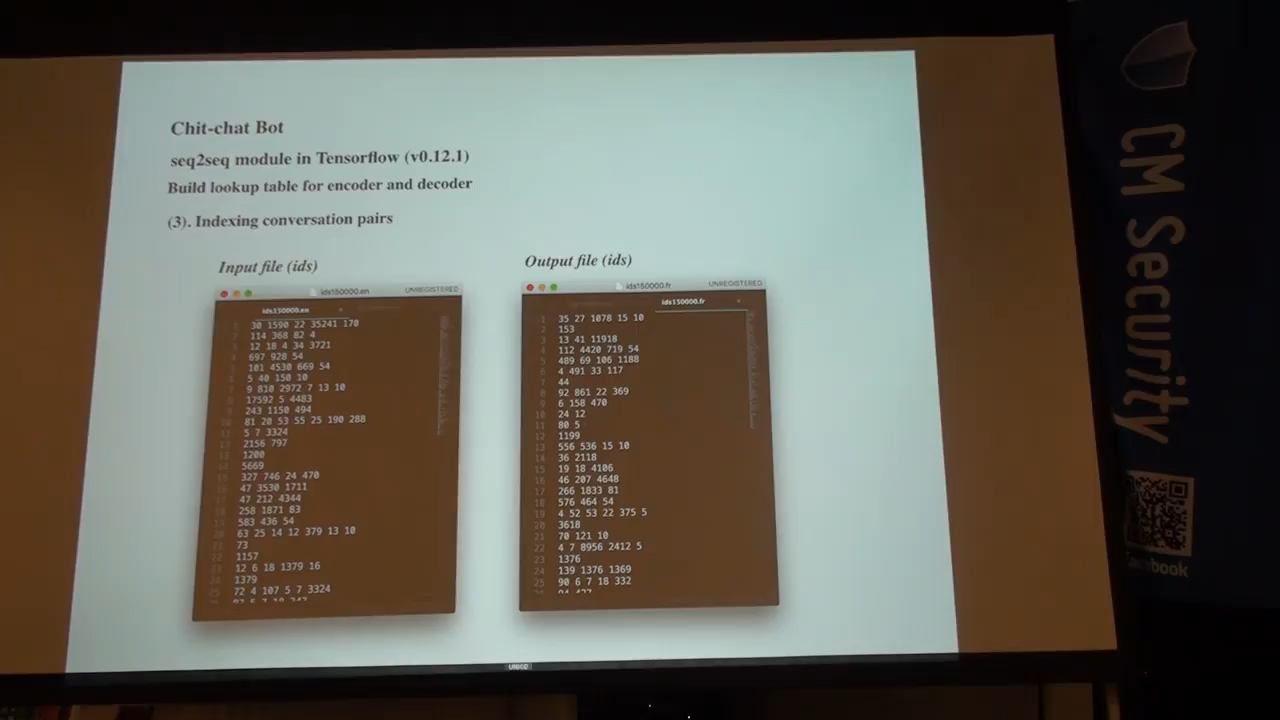 Chit-chat Bot
seq2seq module in Tensorflow (v0.12.1)
Build lookup table for encoder and decoder
(3). Indexing conversation pairs
Input file (ids)
ids150000.en UNREGISTERED
ids150000.en
1 30 1590 22 35241 170
2 114 368 82 4
3 12 18 4 34 3721
4 697 928 54
5 101 4530 669 54
6 5 40 150 10
7 9 810 2972 7 13 10
8 17592 5 4483
9 243 1150 494
10 81 20 53 55 25 190 288
11 5 7 3324
12 2156 797
13 1200
14 5669
15 327 746 24 470
16 47 3530 1711
17 47 212 4344
18 258 1871 83
19 583 436 54
20 63 25 14 12 379 13 10
21 73
22 1157
23 12 6 18 1379 16
24 1379
25 72 4 107 5 7 3324
Output file (ids)
ids150000.fr UNREGISTERED
ids150000.fr
1 35 27 1078 15 10
2 153
3 13 41 11918
4 112 4420 719 54
5 489 69 106 1188
6 4 491 33 117
7 44
8 92 861 22 369
9 6 158 470
10 24 12
11 80 5
12 1199
13 556 536 15 10
14 36 2118
15 19 18 4106
16 46 207 4648
17 266 1833 81
18 576 464 54
19 4 52 53 22 375 5
20 3618
21 70 121 10
22 4 7 8956 2412 5
23 1376
24 139 1376 1369
25 90 6 7 18 332
CM Security
facebook